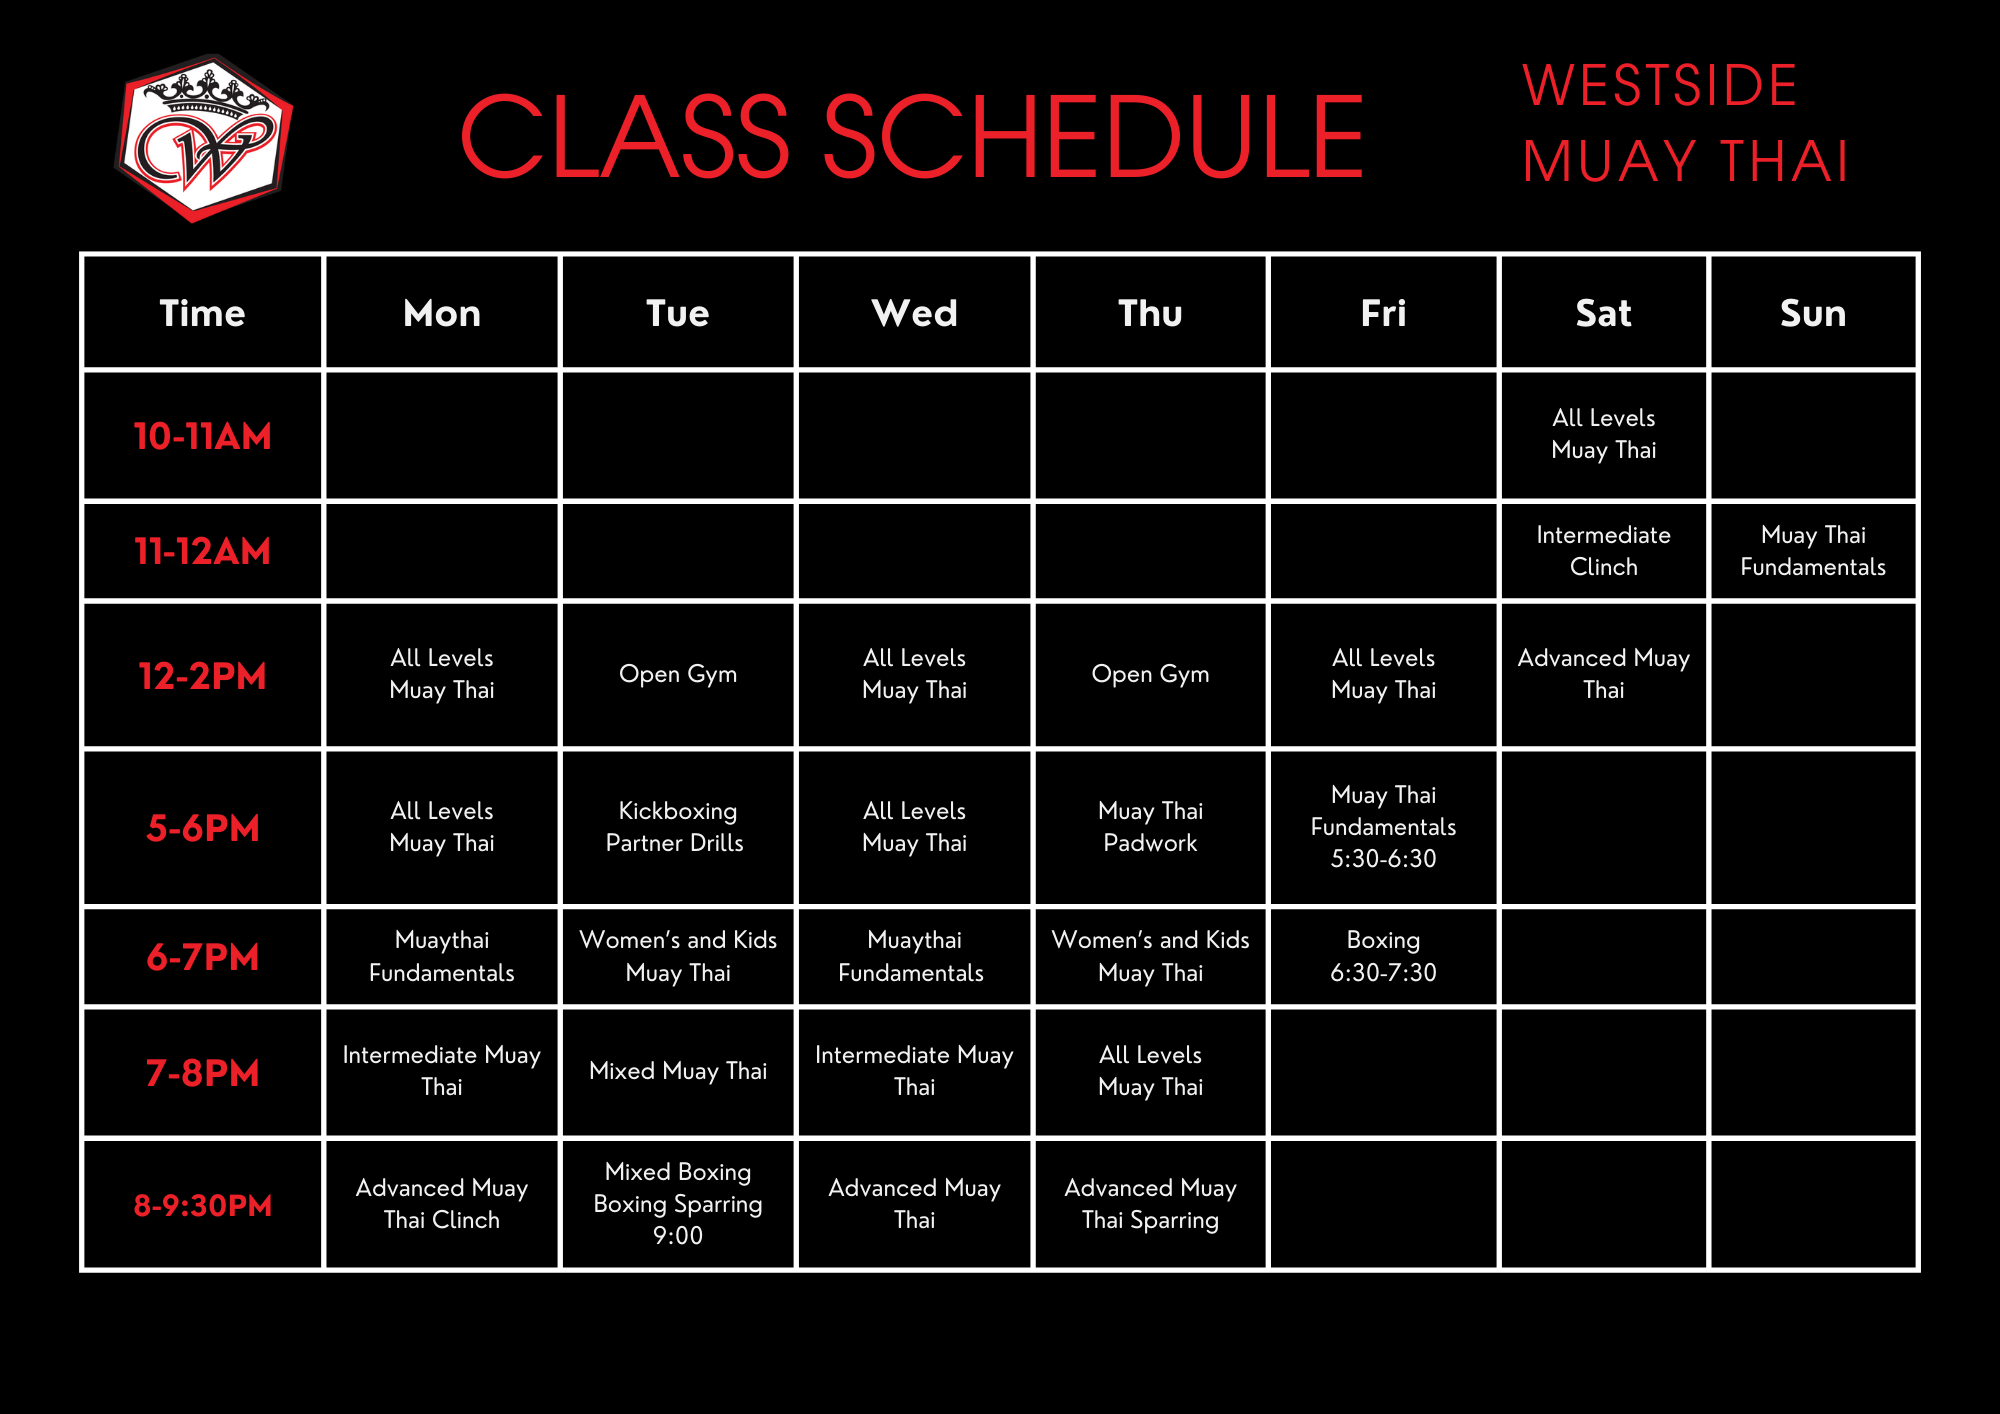 W
CLASS SCHEDULE
WESTSIDE
MUAY THAI
Time Mon Tue Wed Thu Fri Sat Sun
10-11AM
All Levels
Muay Thai
11-12AM
Intermediate
Clinch
Muay Thai
Fundamentals
12-2PM
All Levels
Muay Thai
Open Gym
All Levels
Muay Thai
Open Gym
All Levels
Muay Thai
Advanced Muay
Thai
5-6PM
All Levels
Muay Thai
Kickboxing
Partner Drills
All Levels
Muay Thai
Muay Thai
Padwork
Muay Thai
Fundamentals
5:30-6:30
6-7PM
Muaythai
Fundamentals
Women's and Kids
Muay Thai
Muaythai
Fundamentals
Women's and Kids
Muay Thai
Boxing
6:30-7:30
7-8PM
Intermediate Muay
Thai
Mixed Muay Thai
Intermediate Muay
Thai
All Levels
Muay Thai
8-9:30PM
Advanced Muay
Thai Clinch
Mixed Boxing
Boxing Sparring
9:00
Advanced Muay
Thai
Advanced Muay
Thai Sparring